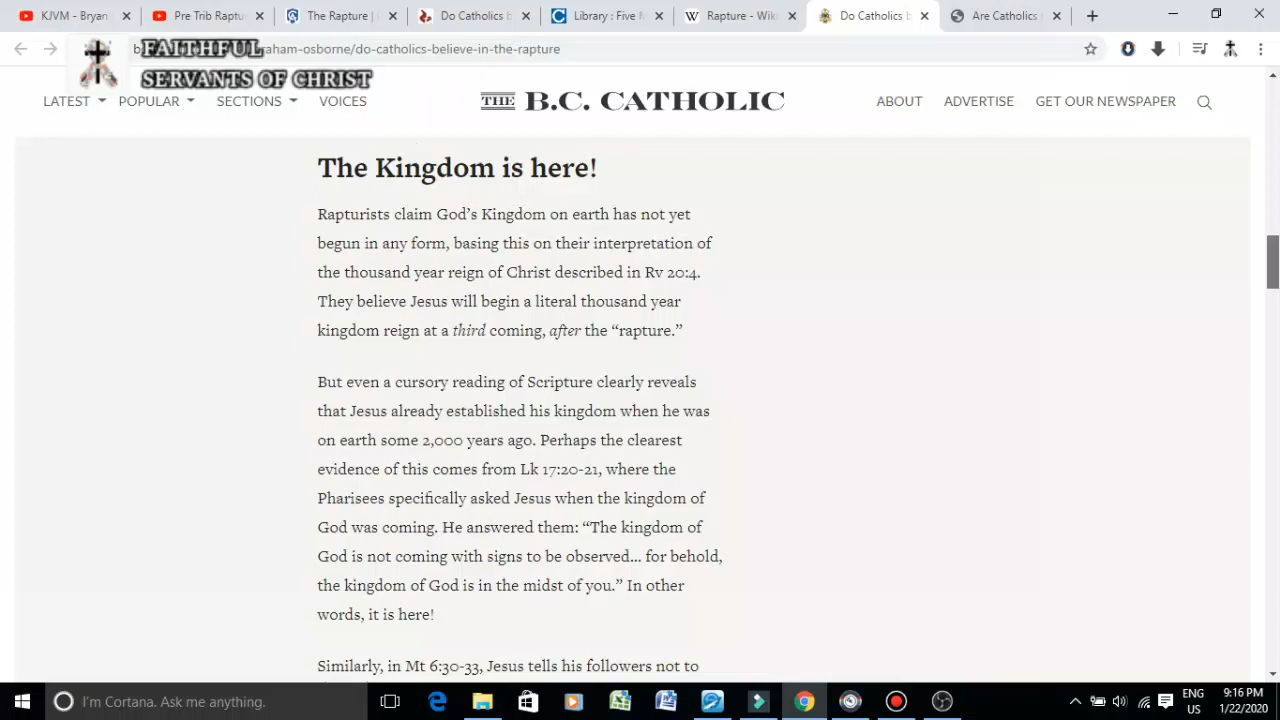 KJVM - Bryan
Pre Trib Raptu
The Rapture |
Do Catholics b
Library : Five M
Rapture - Wik
Do Catholics b
Are Catholics
aham-osborne/do-catholics-believe-in-the-rapture
FAITHFUL
SERVANTS OF CHRIST
LATEST POPULAR SECTIONS VOICES
THE B.C. CATHOLIC
ABOUT ADVERTISE GET OUR NEWSPAPER
The Kingdom is here!
Rapturists claim God's Kingdom on earth has not yet
begun in any form, basing this on their interpretation of
the thousand year reign of Christ described in Rv 20:4.
They believe Jesus will begin a literal thousand year
kingdom reign at a third coming, after the “rapture.”
But even a cursory reading of Scripture clearly reveals
that Jesus already established his kingdom when he was
on earth some 2,000 years ago. Perhaps the clearest
evidence of this comes from Lk 17:20-21, where the
Pharisees specifically asked Jesus when the kingdom of
God was coming. He answered them: “The kingdom of
God is not coming with signs to be observed... for behold,
the kingdom of God is in the midst of you.” In other
words, it is here!
Similarly, in Mt 6:30-33, Jesus tells his followers not to
I'm Cortana. Ask me anything.
ENG
US
9:16 PM
1/22/2020